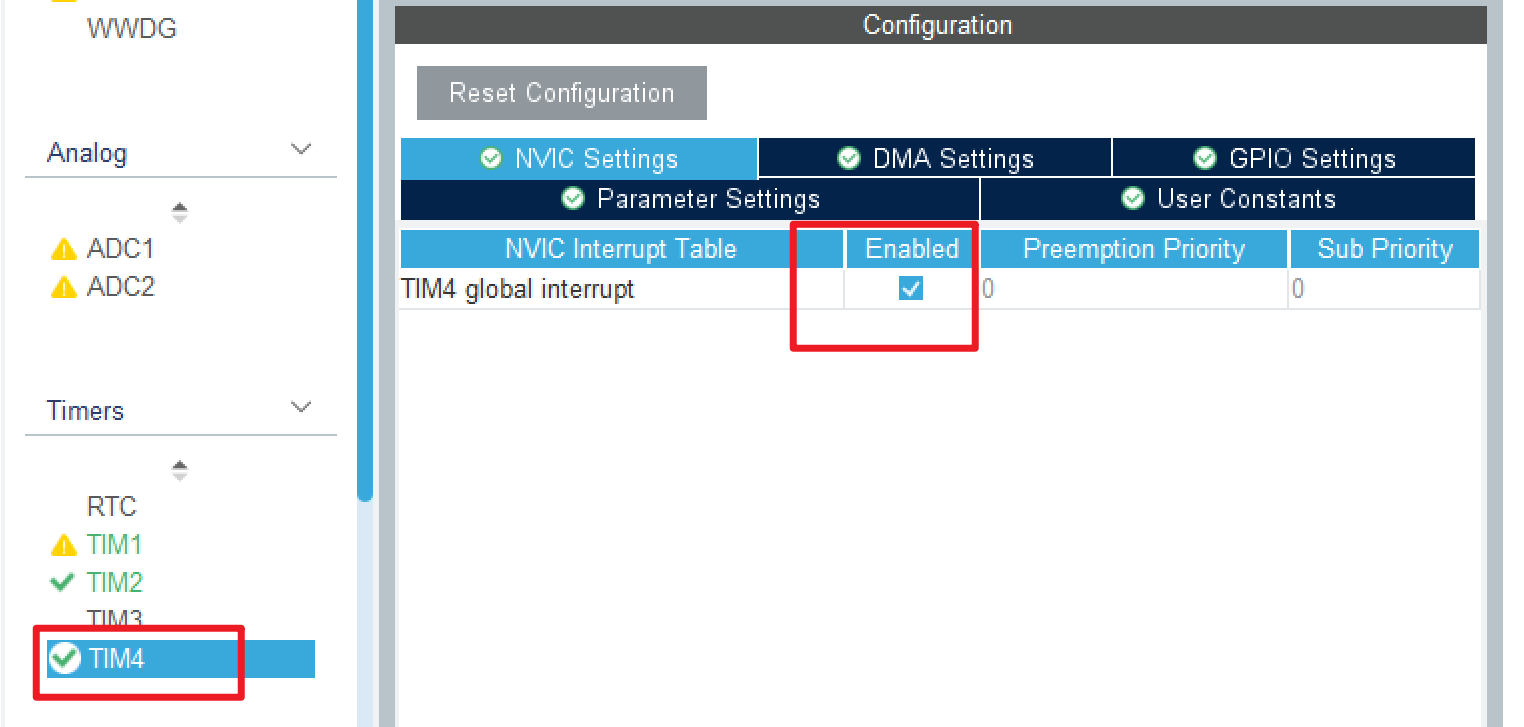 WWDG
Analog
ADC1
ADC2
Timers
RTC
TIM1
TIM2
TIM3
TIM4
Configuration
Reset Configuration
NVIC Settings DMA Settings GPIO Settings
Parameter Settings User Constants
NVIC Interrupt Table Enabled Preemption Priority Sub Priority
TIM4 global interrupt 0 0